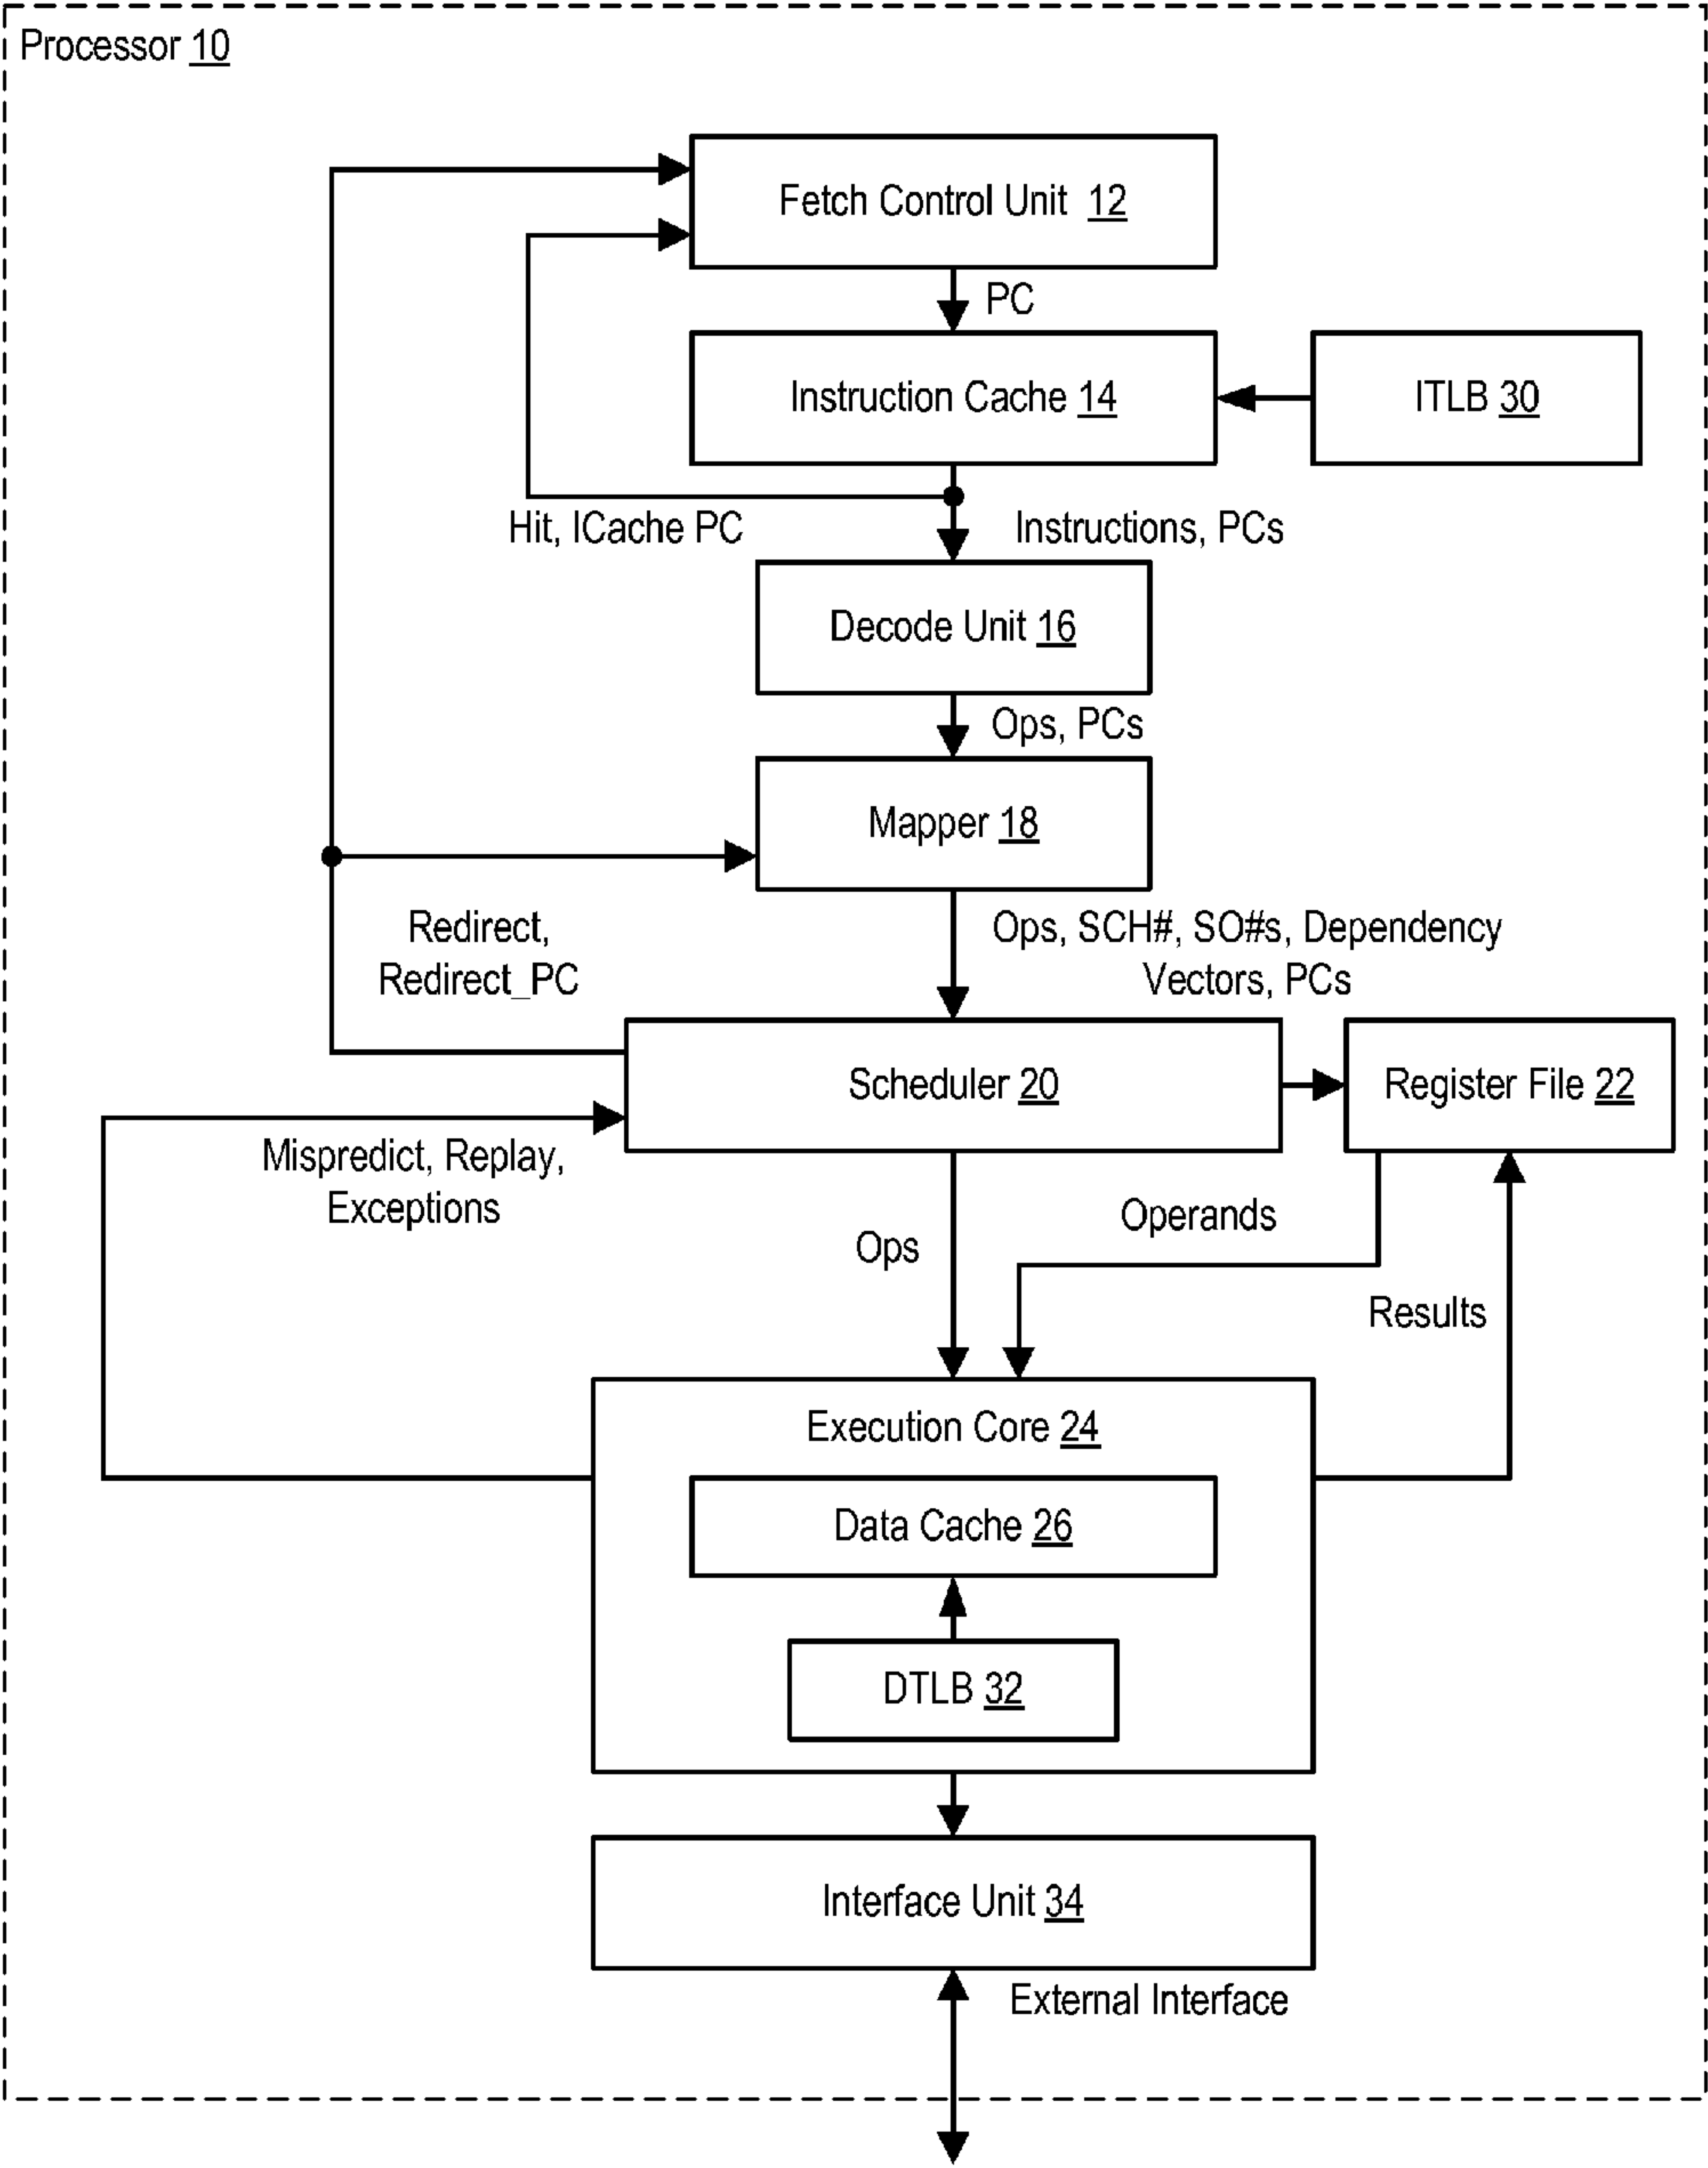 Processor 10
Fetch Control Unit 12
PC
Instruction Cache 14
ITLB 30
Hit, ICache PC
Instructions, PCs
Decode Unit 16
Ops, PCs
Mapper 18
Redirect,
Redirect_PC
Ops, SCH#, SO#s, Dependency
Vectors, PCs
Scheduler 20
Register File 22
Mispredict, Replay,
Exceptions
Ops
Operands
Results
Execution Core 24
Data Cache 26
DTLB 32
Interface Unit 34
External Interface